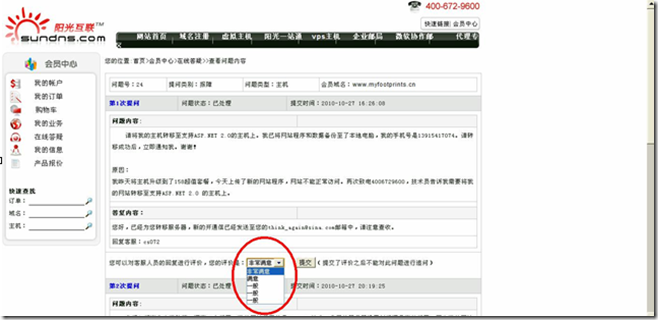 400-672-9600
快速链接|会员中心
阳光互联™
sundns.com
网站首页 域名注册 虚拟主机 阳光一站通 vps主机 企业邮局 微软协作邮 代理专区
您的位置:首页>会员中心>在线答疑>>查看问题内容
会员中心
我的帐户
我的订单
购物车
我的业务
在线答疑
我的信息
产品报价
快速查找
订单:
域名:
主机:
问题号:24 提问类别:报障 问题类型:主机 会员域名:www.myfootprints.cn
第1次提问 问题状态:已处理 提交时间:2010-10-27 16:26:08
问题内容:
请将我的主机转移至支持ASP.NET 2.0的主机上。我已将网站程序和数据备份至了本地电脑。我的手机号是13915417074。请转
移成功后,立即通知我。谢谢!
原因:
我昨天将主机升级到了158超值套餐,今天上传了新的网站程序,网站不能正常访问。两次致电4006729600,技术员告诉我需要将我
的网站转移至支持ASP.NET 2.0 的主机上。
答复内容:
您好,已经为您转移服务器,新的开通信已经发送至您的think_again@sina.com邮箱中,请注意查收。
回复客服:cs072
您可以对客服人员的回复进行评价,您的评价是:非常满意 提交 (提交了评价之后不能对此问题进行追问)
非常满意
满意
一般
一般
一般
第2次提问 问题状态:已处理 提交时间:2010-10-27 20:19:25
问题内容: